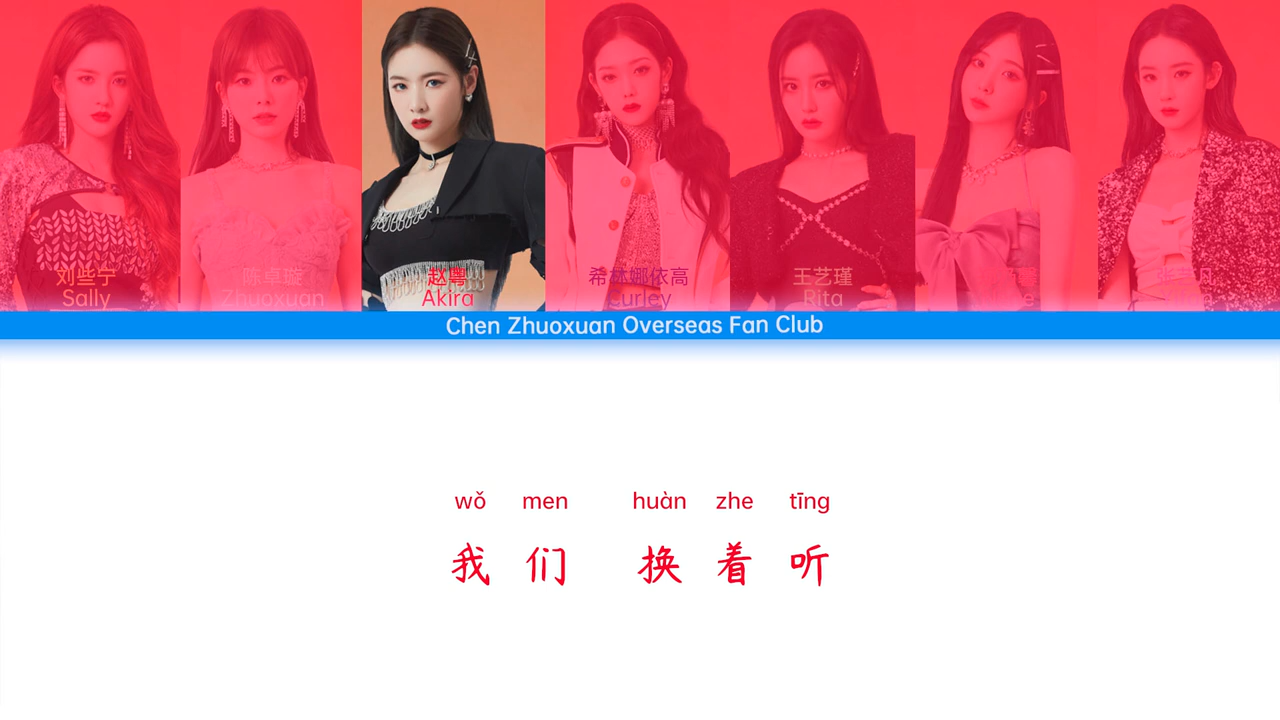 刘些宁 陈卓璇 赵粤 希林娜依高 王艺瑾
Sally Zhuoxuan Akira Curley Rita
Chen Zhuoxuan Overseas Fan Club
wǒ men huàn zhe tīng
我们 换着听